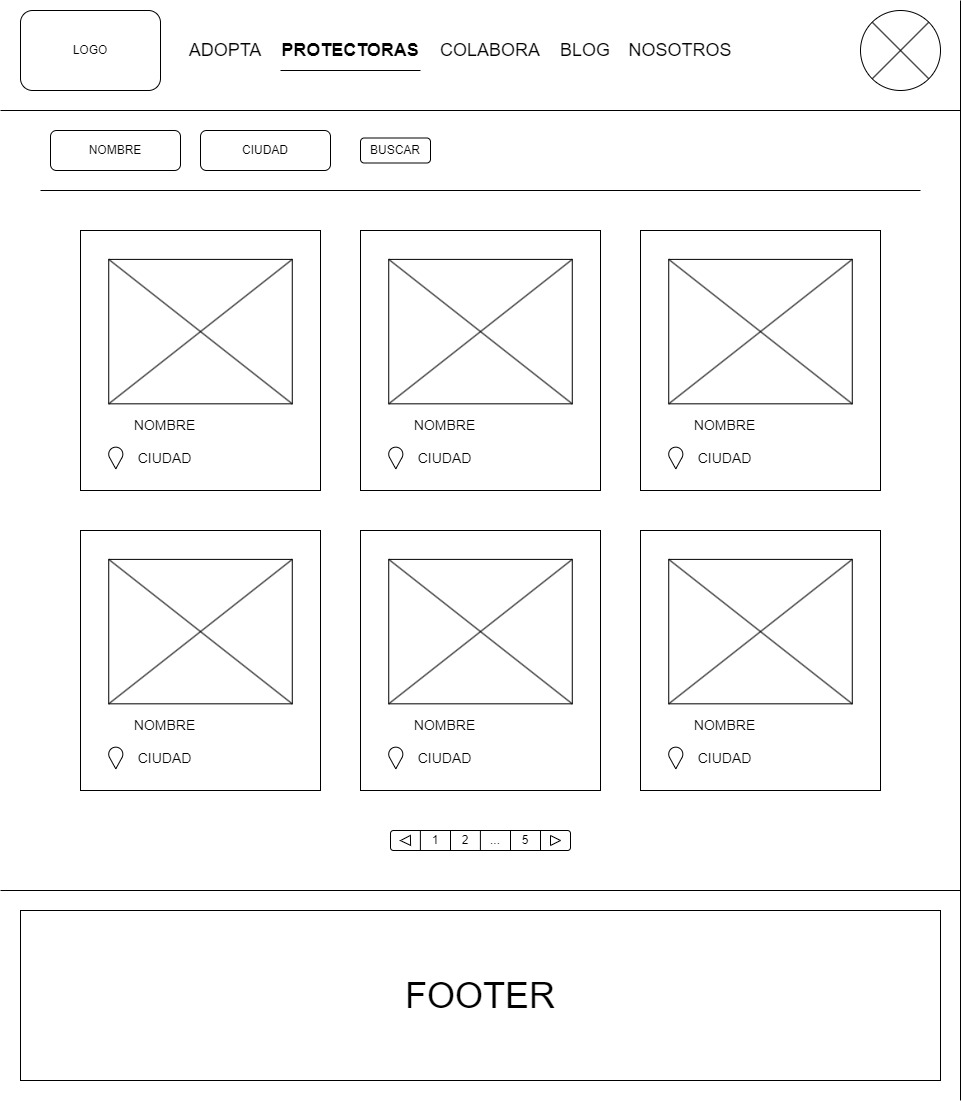 LOGO
ADOPTA PROTECTORAS COLABORA BLOG NOSOTROS
NOMBRE CIUDAD BUSCAR
NOMBRE NOMBRE NOMBRE
CIUDAD CIUDAD CIUDAD
NOMBRE NOMBRE NOMBRE
CIUDAD CIUDAD CIUDAD
1 2 ... 5
FOOTER